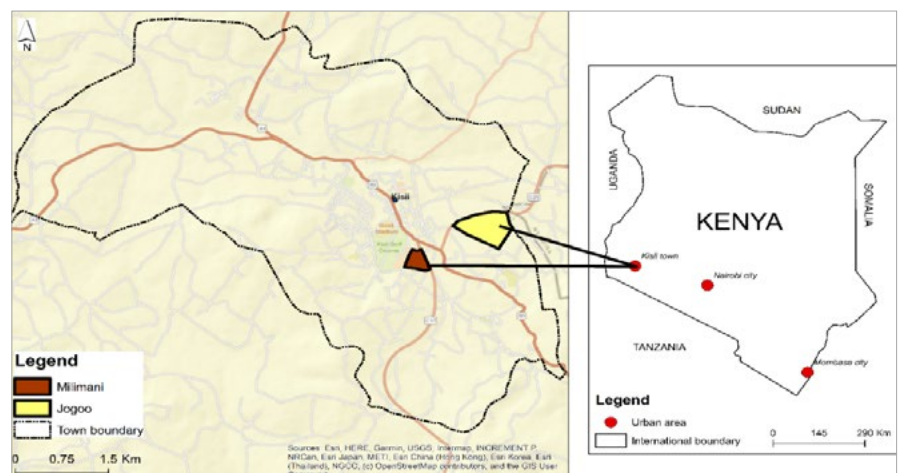 N
Kisii
Legend
Milimani
Jogoo
Town boundary
0 0.75 1.5 Km
Sources: Esri, HERE, Garmin, USGS, Intermap, INCREMENT P,
NRCan, Esri Japan, METI, Esri China (Hong Kong), Esri Korea, Esri
(Thailand), NGCC, (c) OpenStreetMap contributors, and the GIS User
SUDAN
UGANDA
SOMALIA
KENYA
Kisii town
Nairobi city
TANZANIA
Mombasa city
Legend
Urban area
International boundary
0 145 290 KM